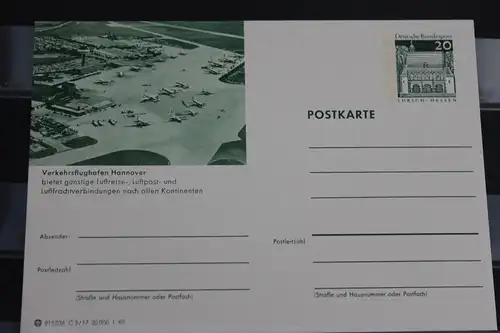 Deutsche Bundespost
20
LORSCH · HESSEN
POSTKARTE
Verkehrsflughafen Hannover
bietet günstige Luftreise-, Luftpost- und
Luftfrachtverbindungen nach allen Kontinenten
Absender:
Postleitzahl
(Straße und Hausnummer oder Postfach)
Postleitzahl
(Straße und Hausnummer oder Postfach)